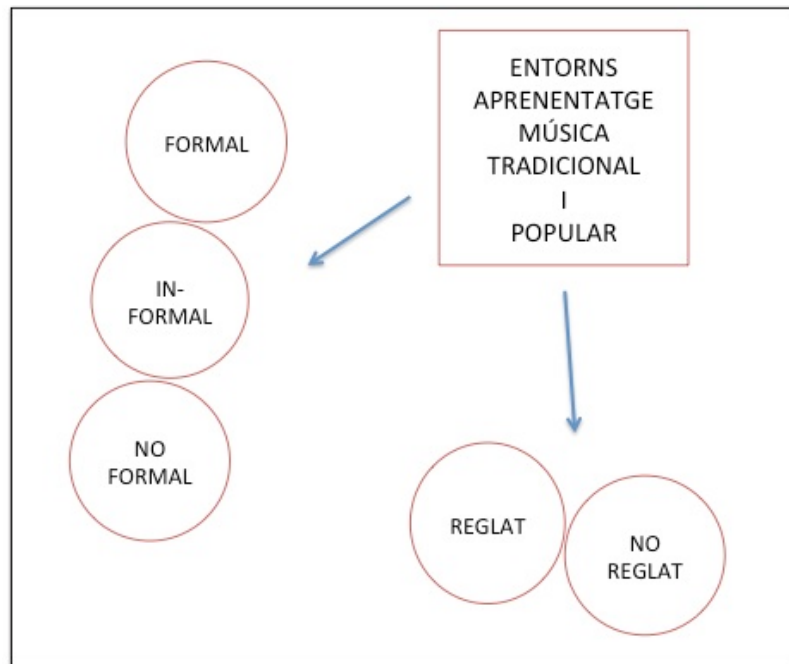 ENTORNS
APRENENTATGE
MÚSICA
TRADICIONAL
I
POPULAR
FORMAL
IN-
FORMAL
NO
FORMAL
REGLAT
NO
REGLAT